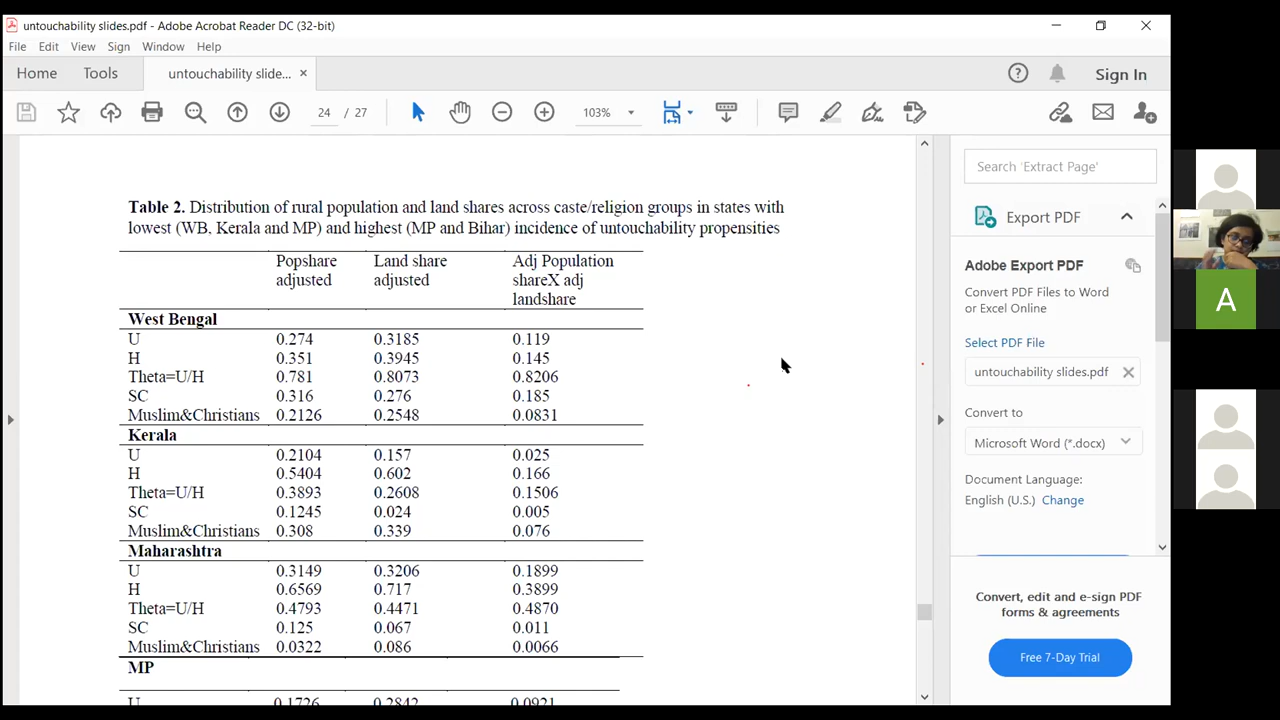 untouchability slides.pdf - Adobe Acrobat Reader DC (32-bit)
File Edit View Sign Window Help
Home Tools untouchability slide... × Sign In
24 / 27 103%
Table 2. Distribution of rural population and land shares across caste/religion groups in states with
lowest (WB, Kerala and MP) and highest (MP and Bihar) incidence of untouchability propensities
Popshare adjusted Land share adjusted Adj Population shareX adj landshare
West Bengal
U 0.274 0.3185 0.119
H 0.351 0.3945 0.145
Theta=U/H 0.781 0.8073 0.8206
SC 0.316 0.276 0.185
Muslim&Christians 0.2126 0.2548 0.0831
Kerala
U 0.2104 0.157 0.025
H 0.5404 0.602 0.166
Theta=U/H 0.3893 0.2608 0.1506
SC 0.1245 0.024 0.005
Muslim&Christians 0.308 0.339 0.076
Maharashtra
U 0.3149 0.3206 0.1899
H 0.6569 0.717 0.3899
Theta=U/H 0.4793 0.4471 0.4870
SC 0.125 0.067 0.011
Muslim&Christians 0.0322 0.086 0.0066
MP
U 0.1726 0.2842 0.0921
Search 'Extract Page'
Export PDF
Adobe Export PDF
Convert PDF Files to Word
or Excel Online
Select PDF File
untouchability slides.pdf
Convert to
Microsoft Word (*.docx)
Document Language:
English (U.S.) Change
Convert, edit and e-sign PDF
forms & agreements
Free 7-Day Trial
A